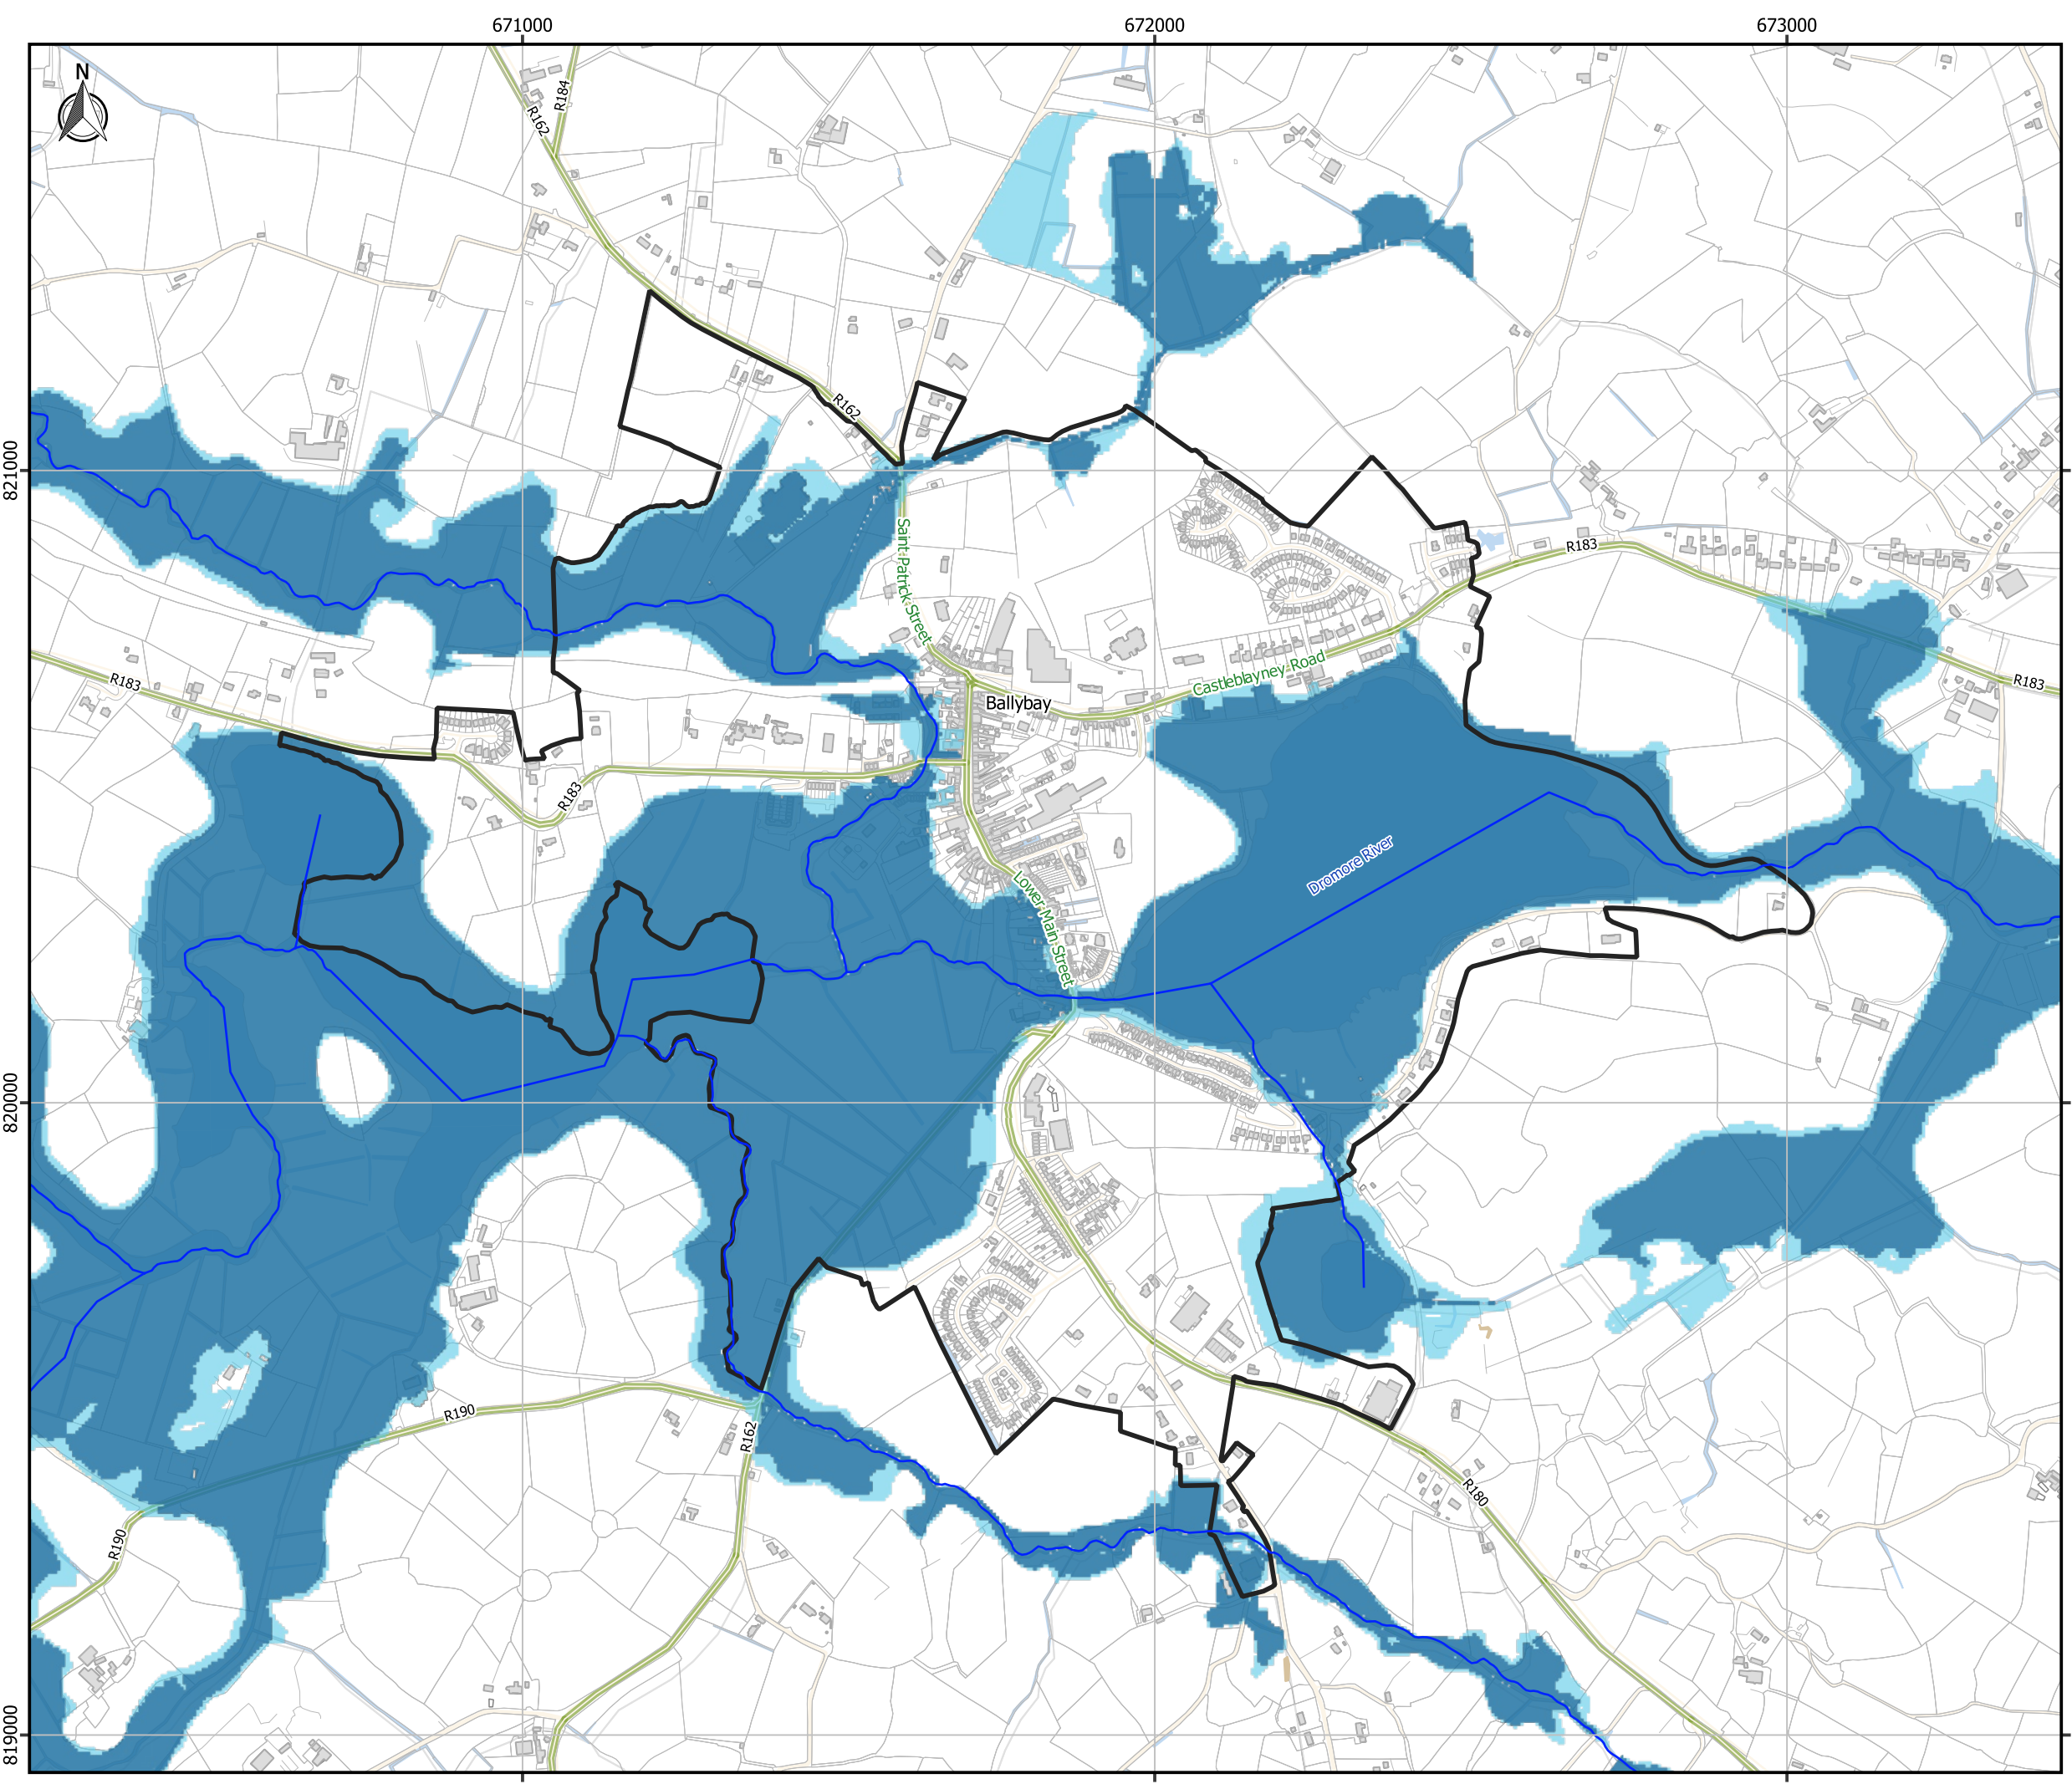 671000
672000
673000
N
R184
R162
821000
R162
Saint Patrick Street
R183
R183
Castleblayney Road
R183
R183
Ballybay
R183
Dromore River
Lower Main Street
820000
R190
R162
R180
R190
819000